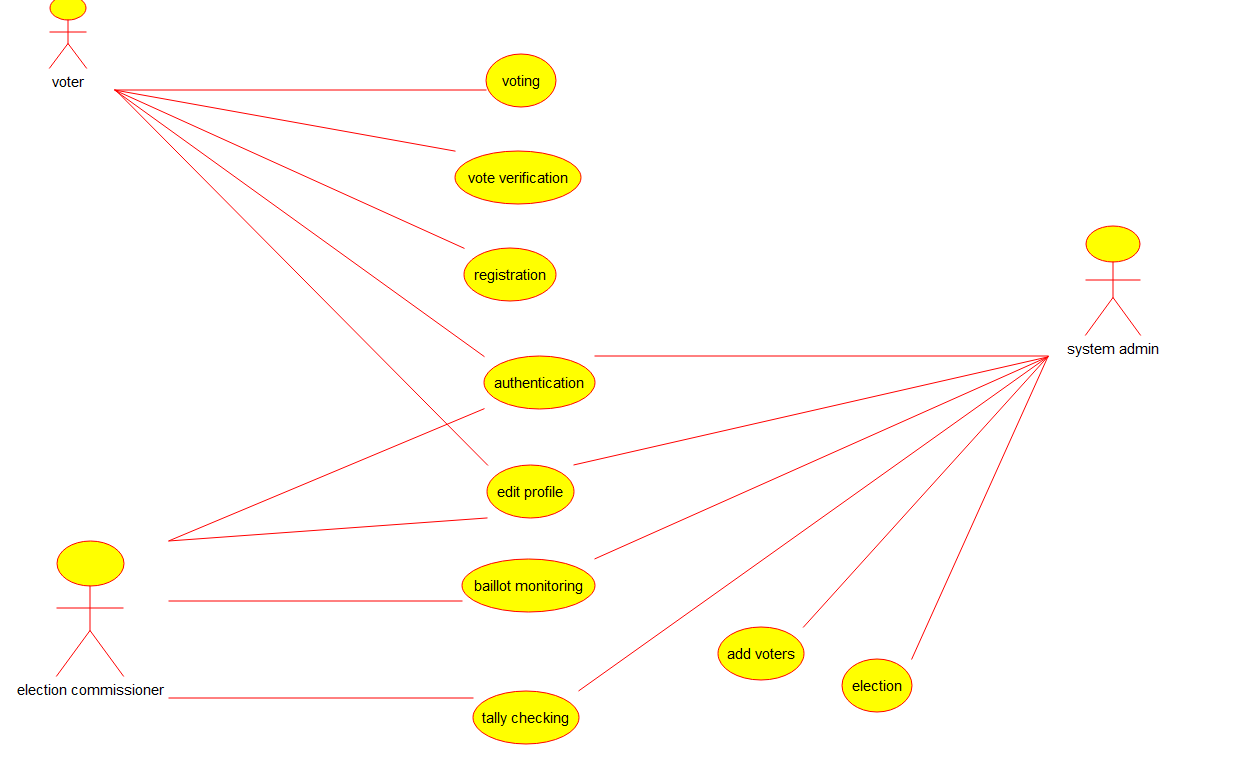 voter
voting
vote verification
registration
system admin
authentication
edit profile
baillot monitoring
add voters
election
election commissioner
tally checking